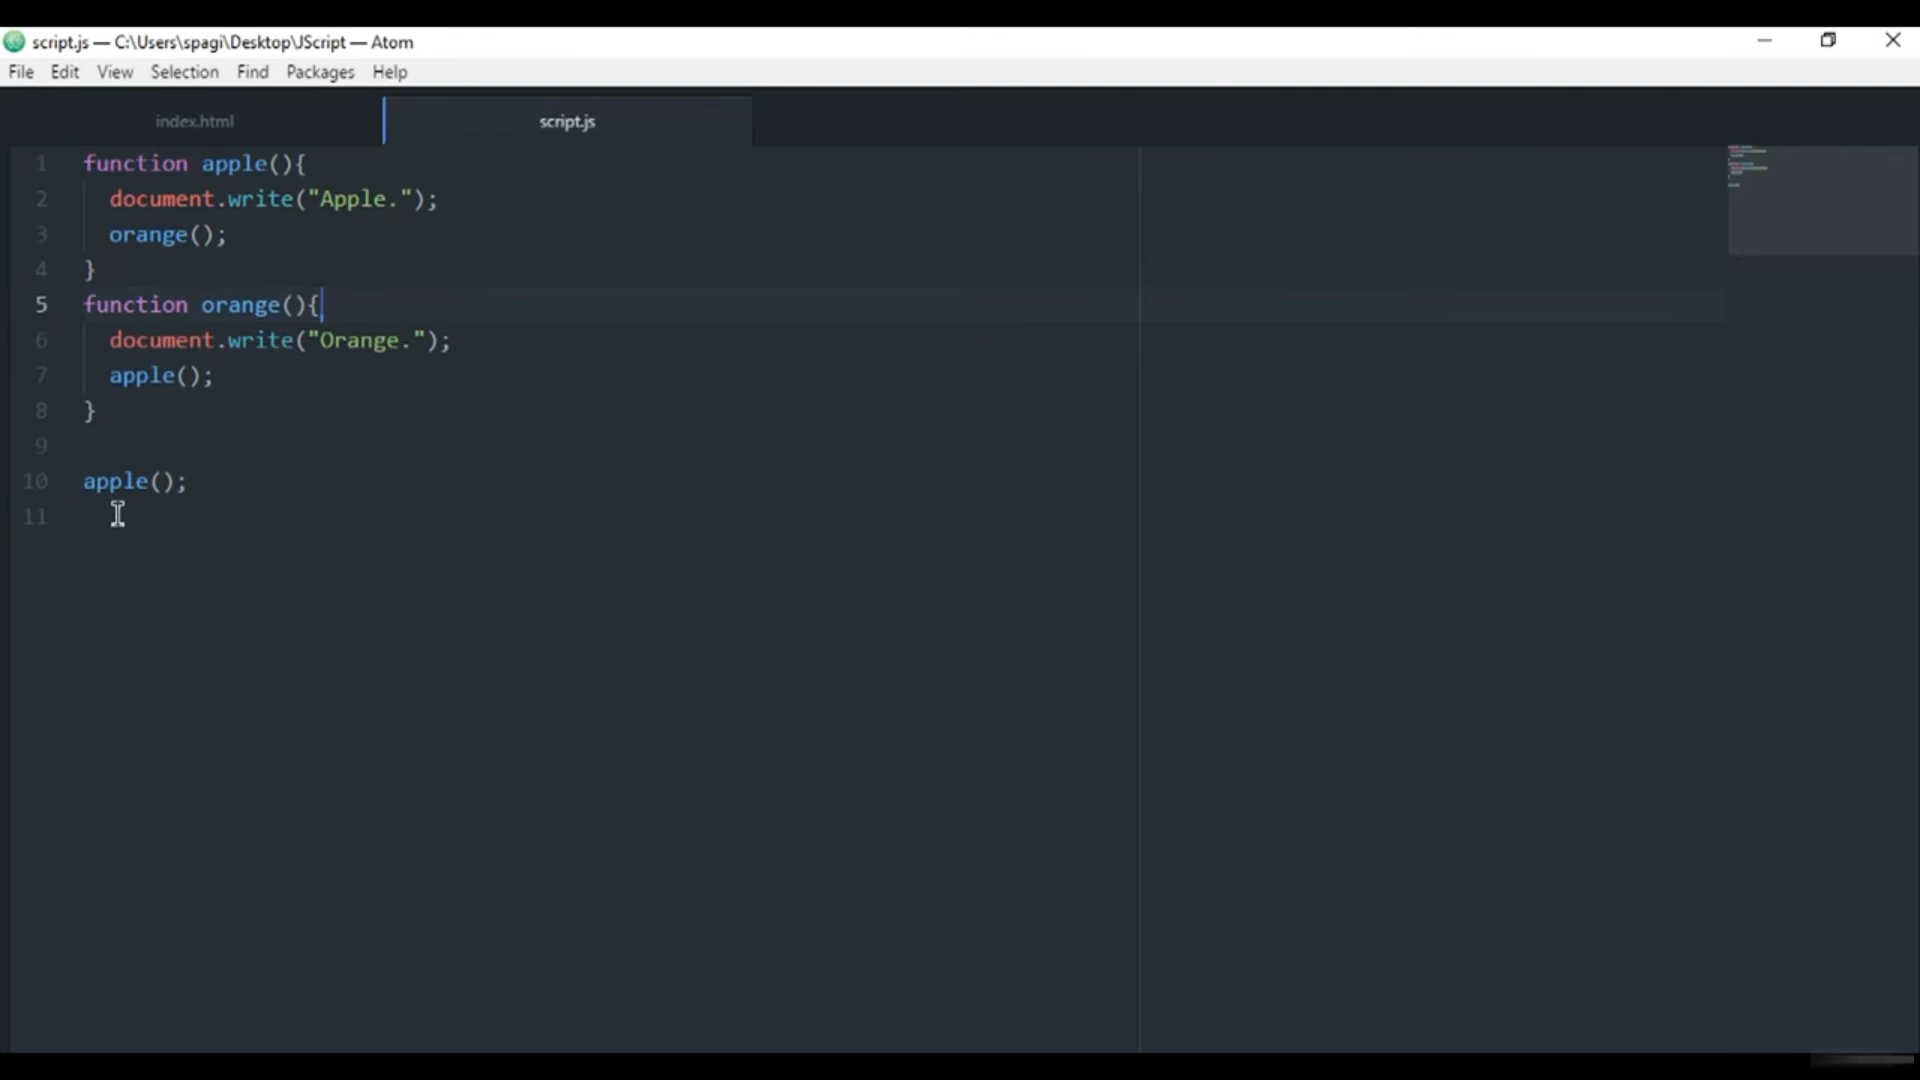 script.js — C:\Users\spagi\Desktop\JScript — Atom
File Edit View Selection Find Packages Help
index.html script.js
1 function apple(){
2 document.write("Apple.");
3 orange();
4 }
5 function orange(){
6 document.write("Orange.");
7 apple();
8 }
9
10 apple();
11